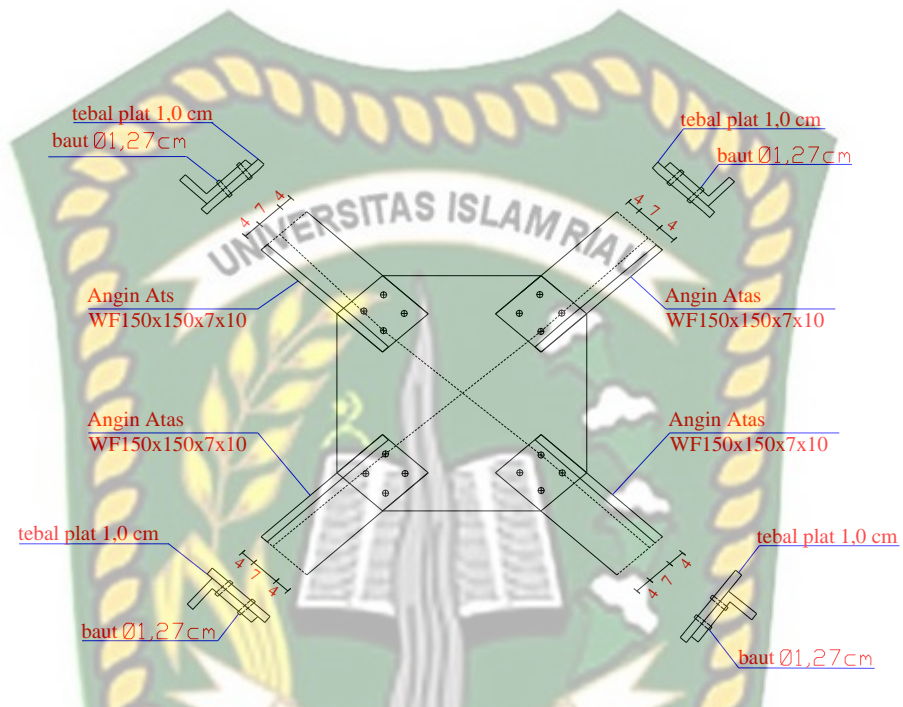 tebal plat 1,0 cm
baut Ø1,27cm
tebal plat 1,0 cm
baut Ø1,27cm
4 7 4
4 7 4
UNIVERSITAS ISLAM RIAU
Angin Ats
WF150x150x7x10
Angin Atas
WF150x150x7x10
Angin Atas
WF150x150x7x10
Angin Atas
WF150x150x7x10
tebal plat 1,0 cm
4 7 4
baut Ø1,27cm
4 7 4
tebal plat 1,0 cm
baut Ø1,27cm